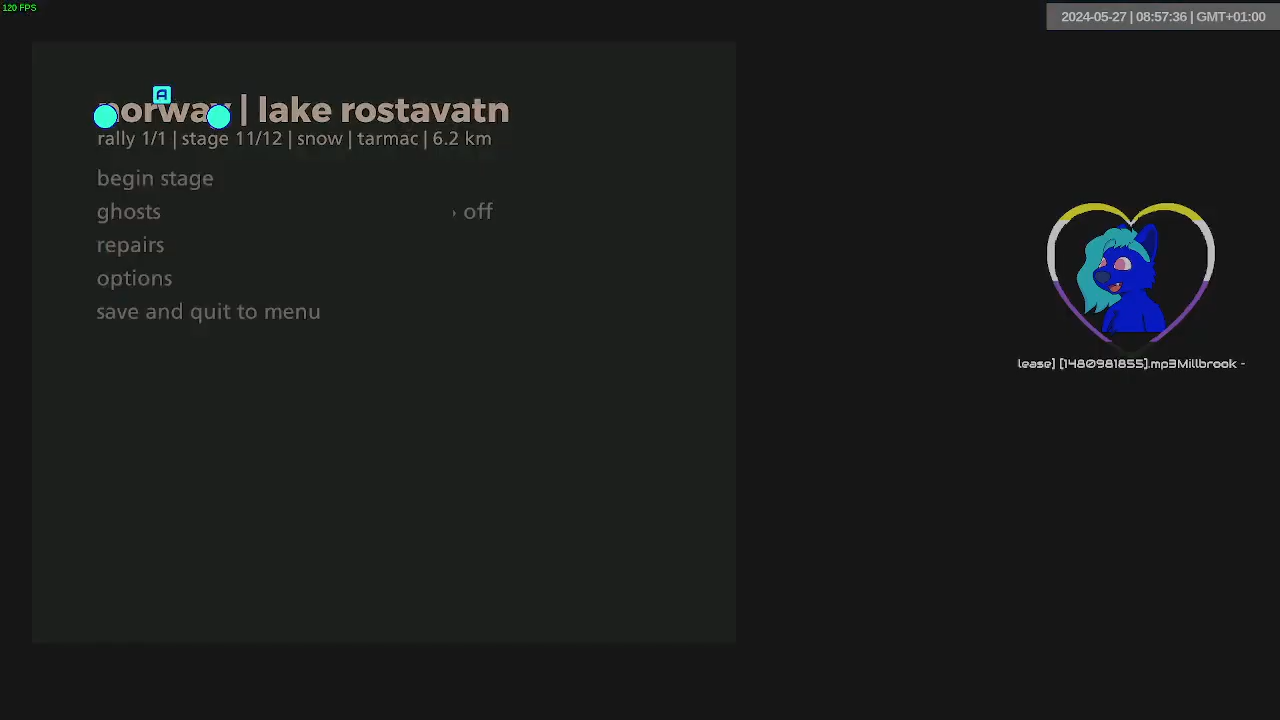 120 FPS
2024-05-27 | 08:57:36 | GMT+01:00
A
norway | lake rostavatn
rally 1/1 | stage 11/12 | snow | tarmac | 6.2 km
begin stage
ghosts › off
repairs
options
save and quit to menu
lease] [1480981855].mp3Millbrook -